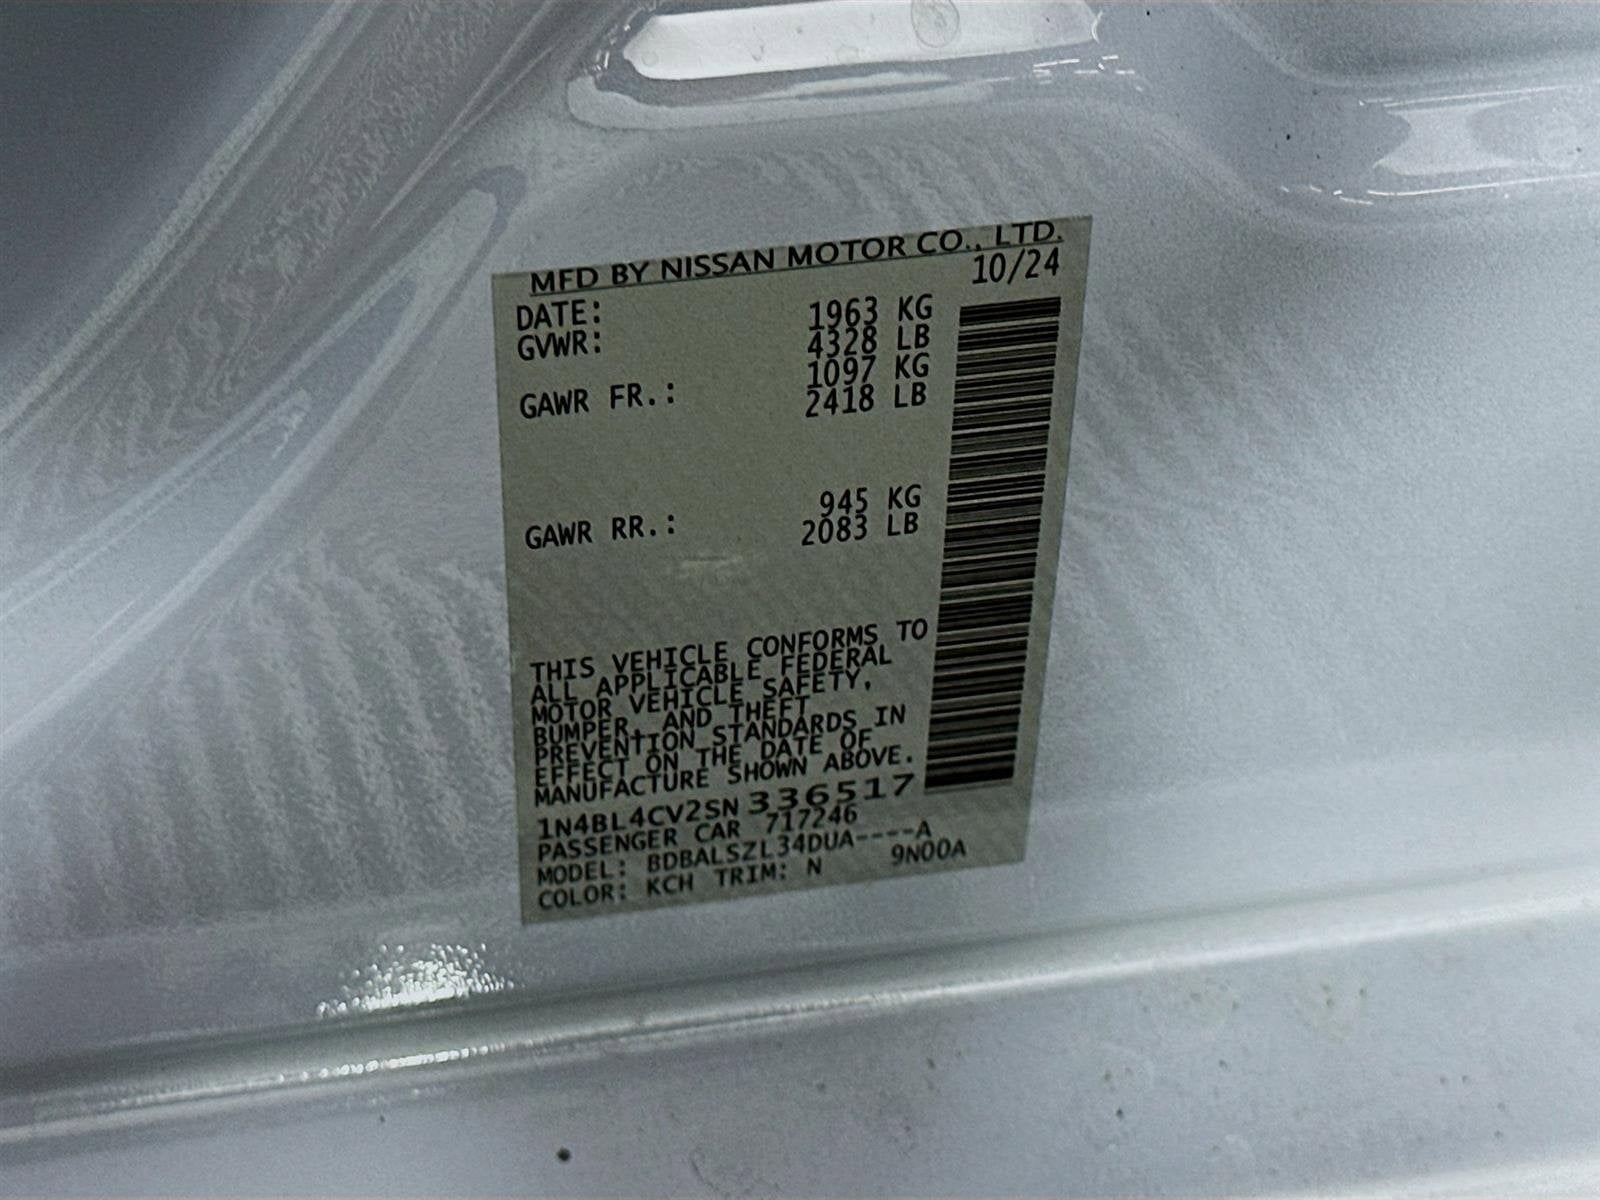 MFD BY NISSAN MOTOR CO., LTD.
DATE: 10/24
GVWR: 1963 KG
4328 LB
GAWR FR.: 1097 KG
2418 LB
GAWR RR.: 945 KG
2083 LB
THIS VEHICLE CONFORMS TO
ALL APPLICABLE FEDERAL
MOTOR VEHICLE SAFETY,
BUMPER, AND THEFT
PREVENTION STANDARDS IN
EFFECT ON THE DATE OF
MANUFACTURE SHOWN ABOVE.
1N4BL4CV2SN336517
PASSENGER CAR 717246
MODEL: BDBALSZL34DUA----A
COLOR: KCH TRIM: N 9N00A